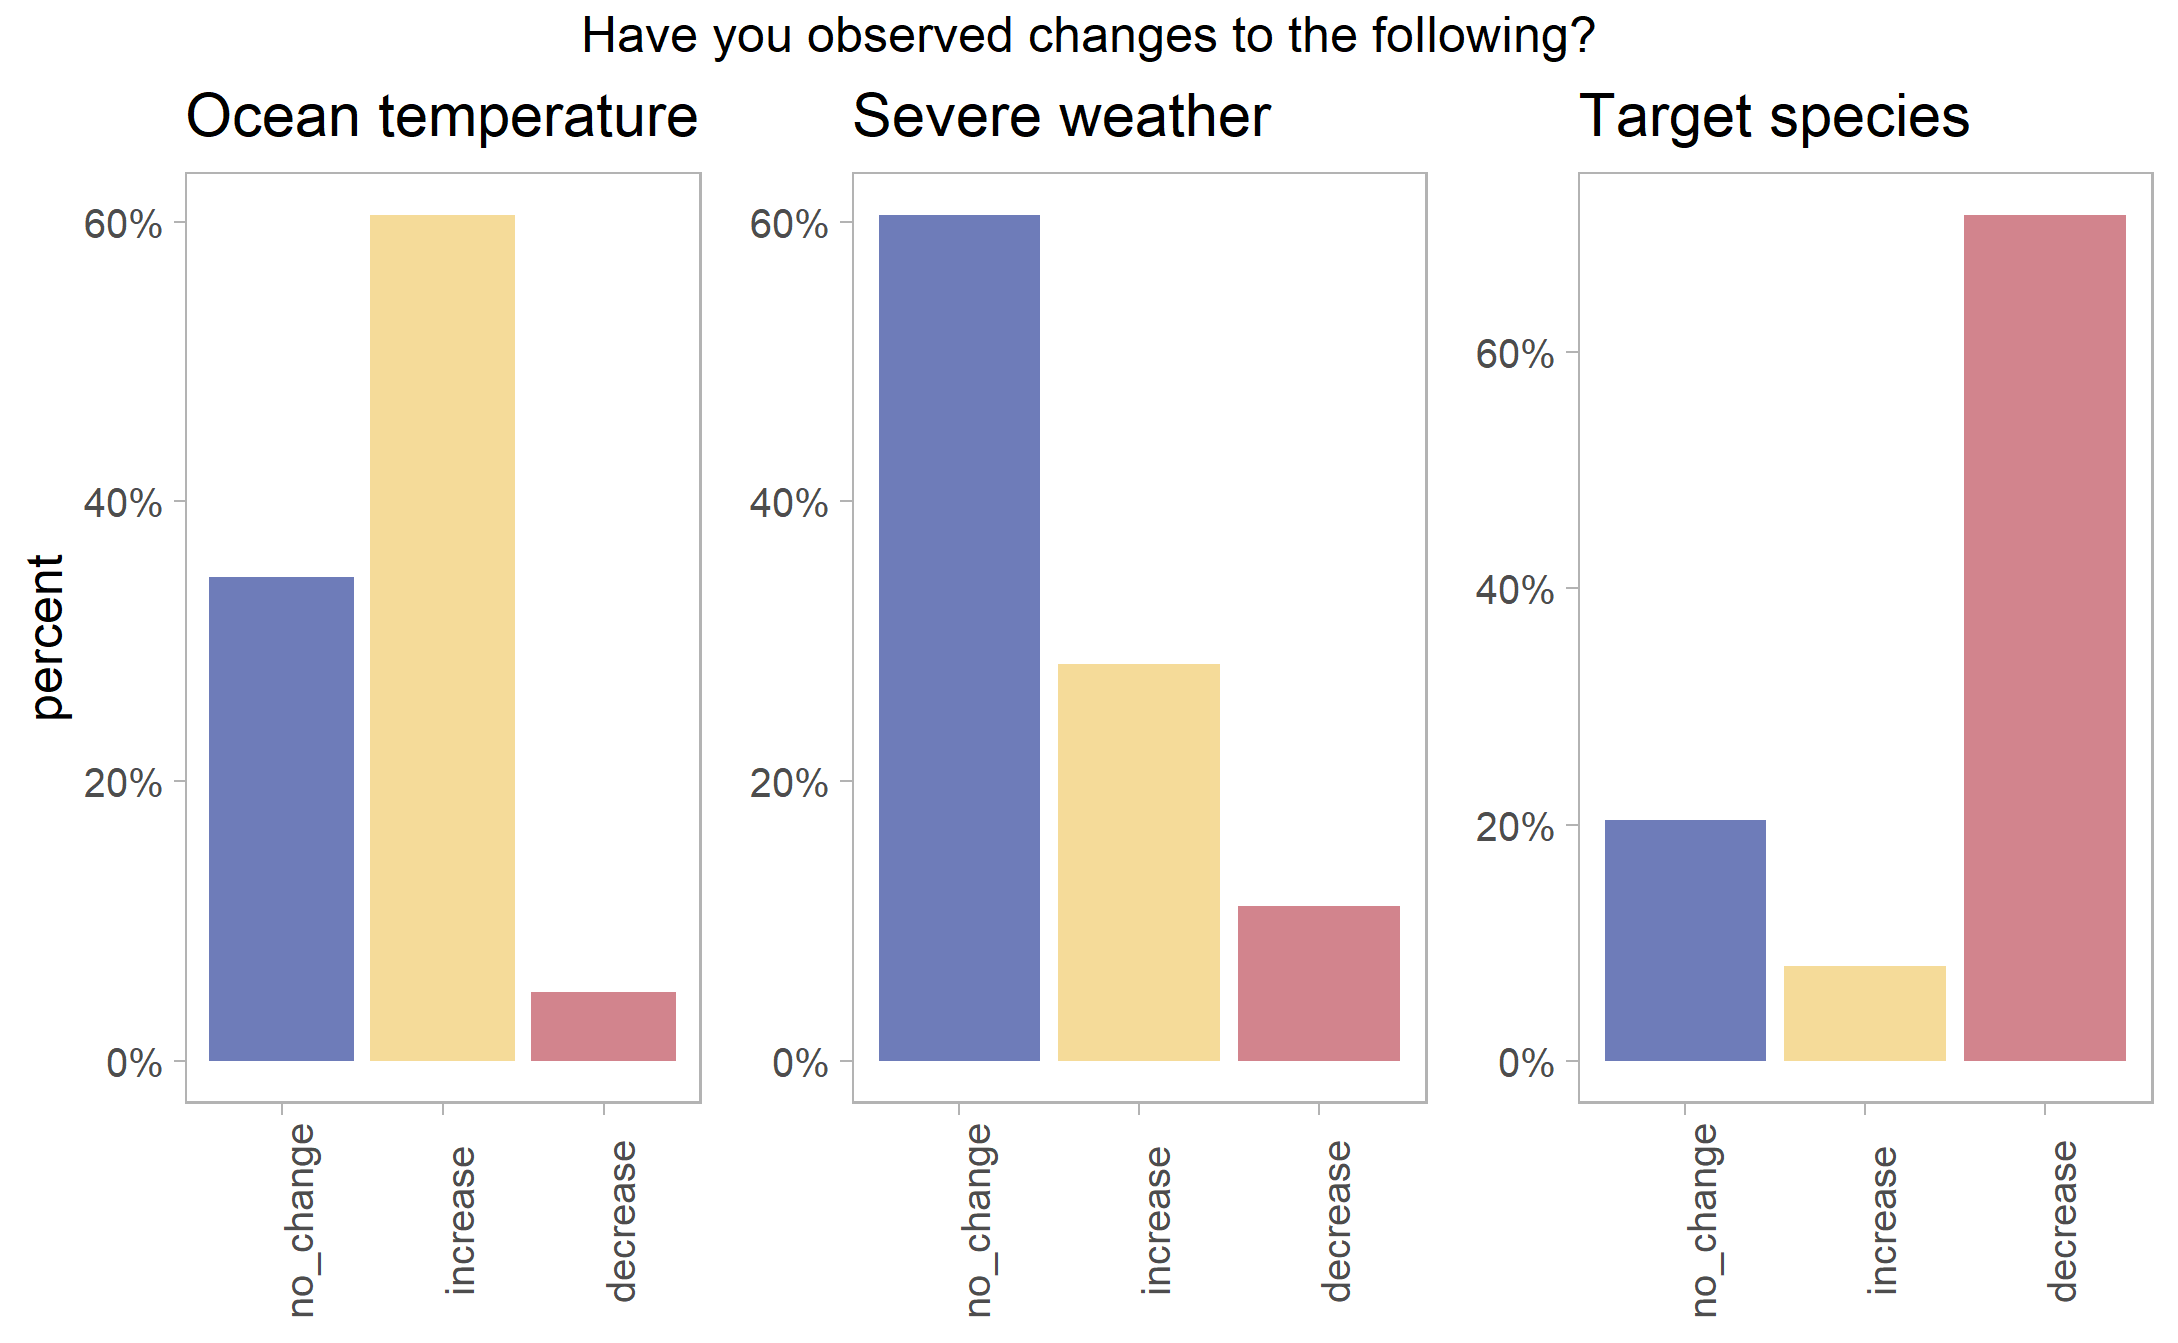 Have you observed changes to the following?
Ocean temperature
Severe weather
Target species
percent
60%
40%
20%
0%
no_change
increase
decrease
60%
40%
20%
0%
no_change
increase
decrease
60%
40%
20%
0%
no_change
increase
decrease